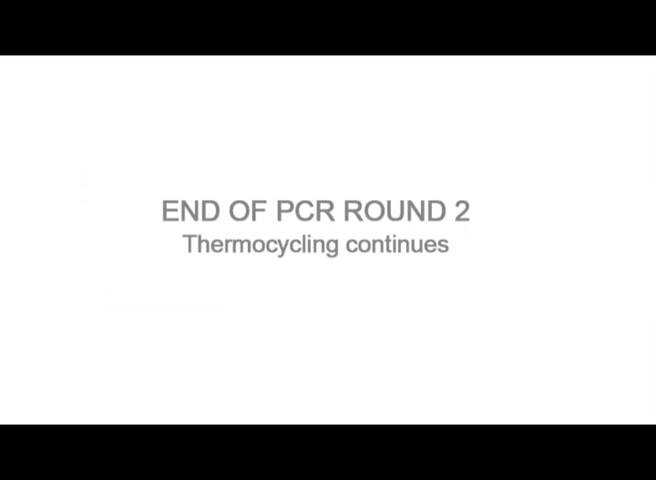 END OF PCR ROUND 2
Thermocycling continues